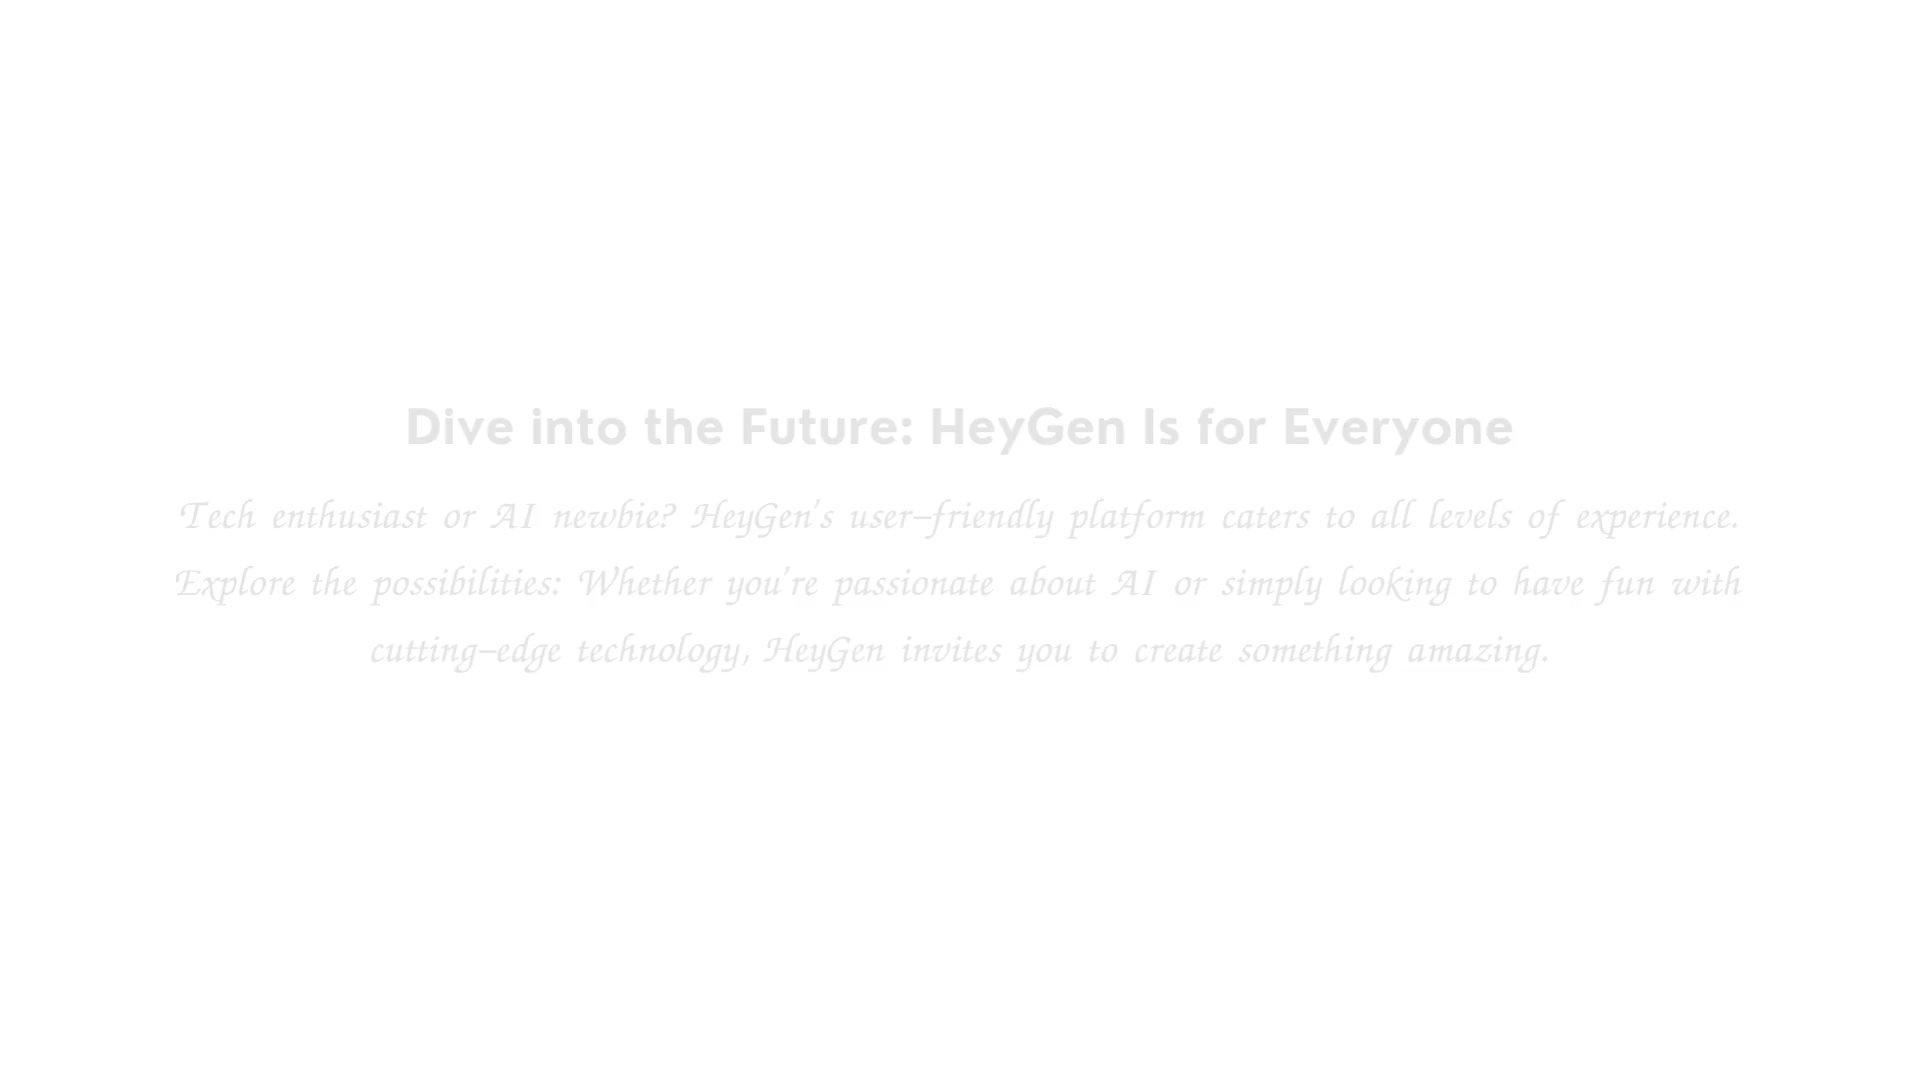 Dive into the Future: HeyGen Is for Everyone
Tech enthusiast or AI newbie? HeyGen's user-friendly platform caters to all levels of experience.
Explore the possibilities: Whether you're passionate about AI or simply looking to have fun with
cutting-edge technology, HeyGen invites you to create something amazing.